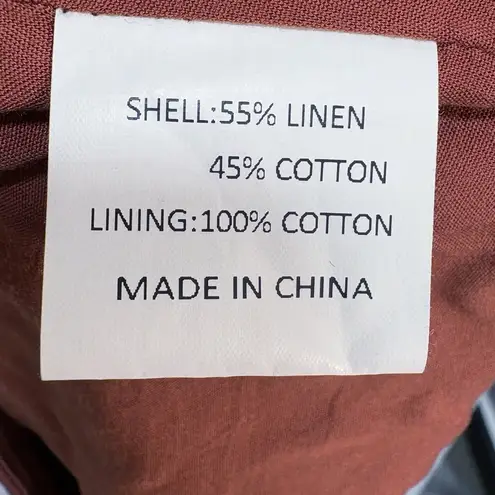 SHELL:55% LINEN
45% COTTON
LINING:100% COTTON
MADE IN CHINA